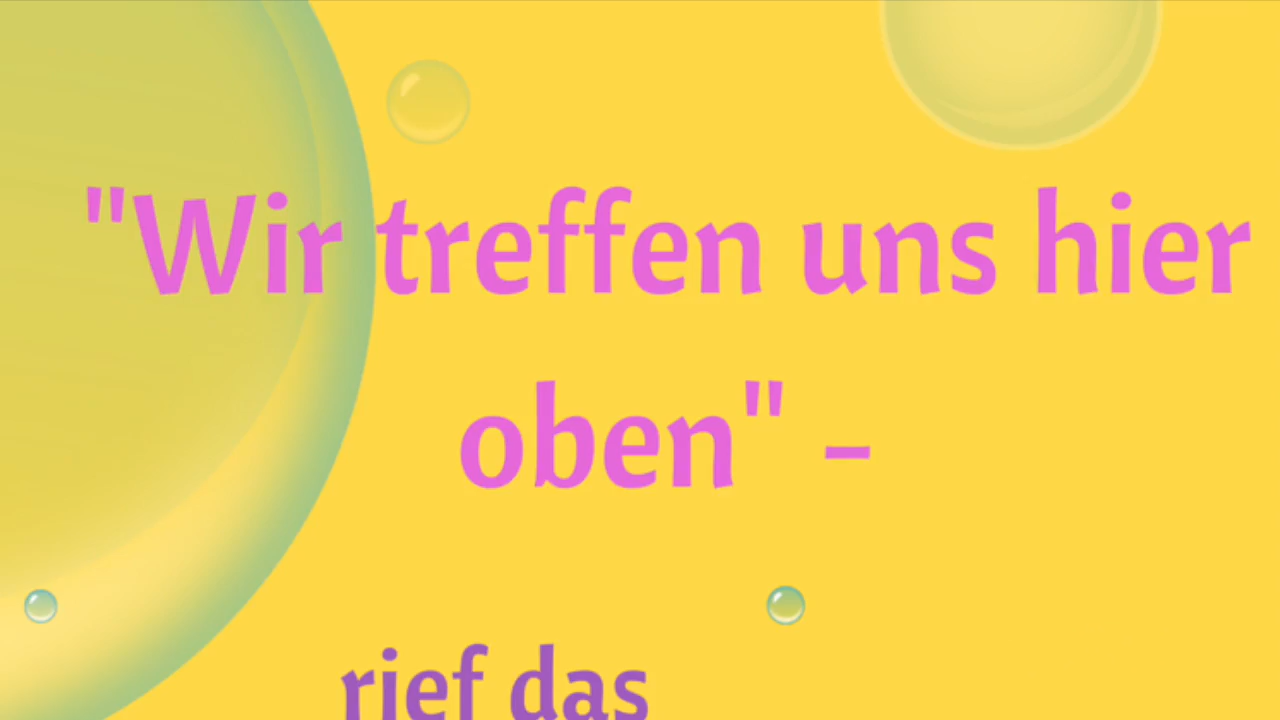 "Wir treffen uns hier
oben" –
rief das